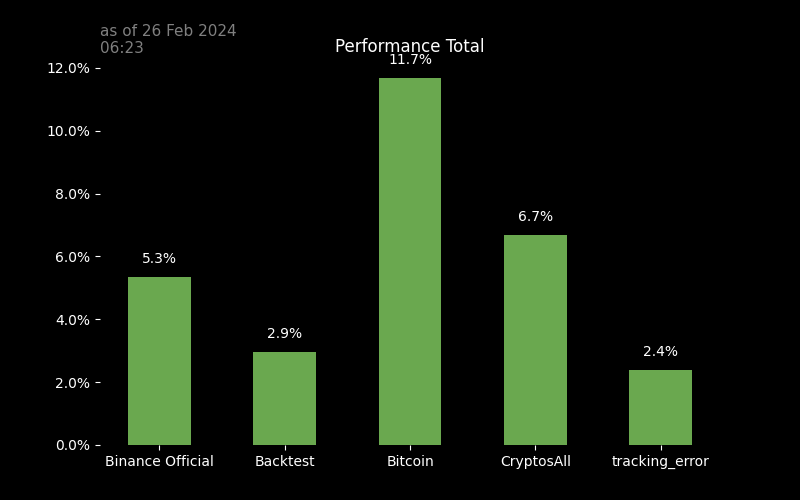 as of 26 Feb 2024
06:23
Performance Total
12.0%
10.0%
8.0%
6.0%
4.0%
2.0%
0.0%
5.3%
2.9%
11.7%
6.7%
2.4%
Binance Official
Backtest
Bitcoin
CryptosAll
tracking_error